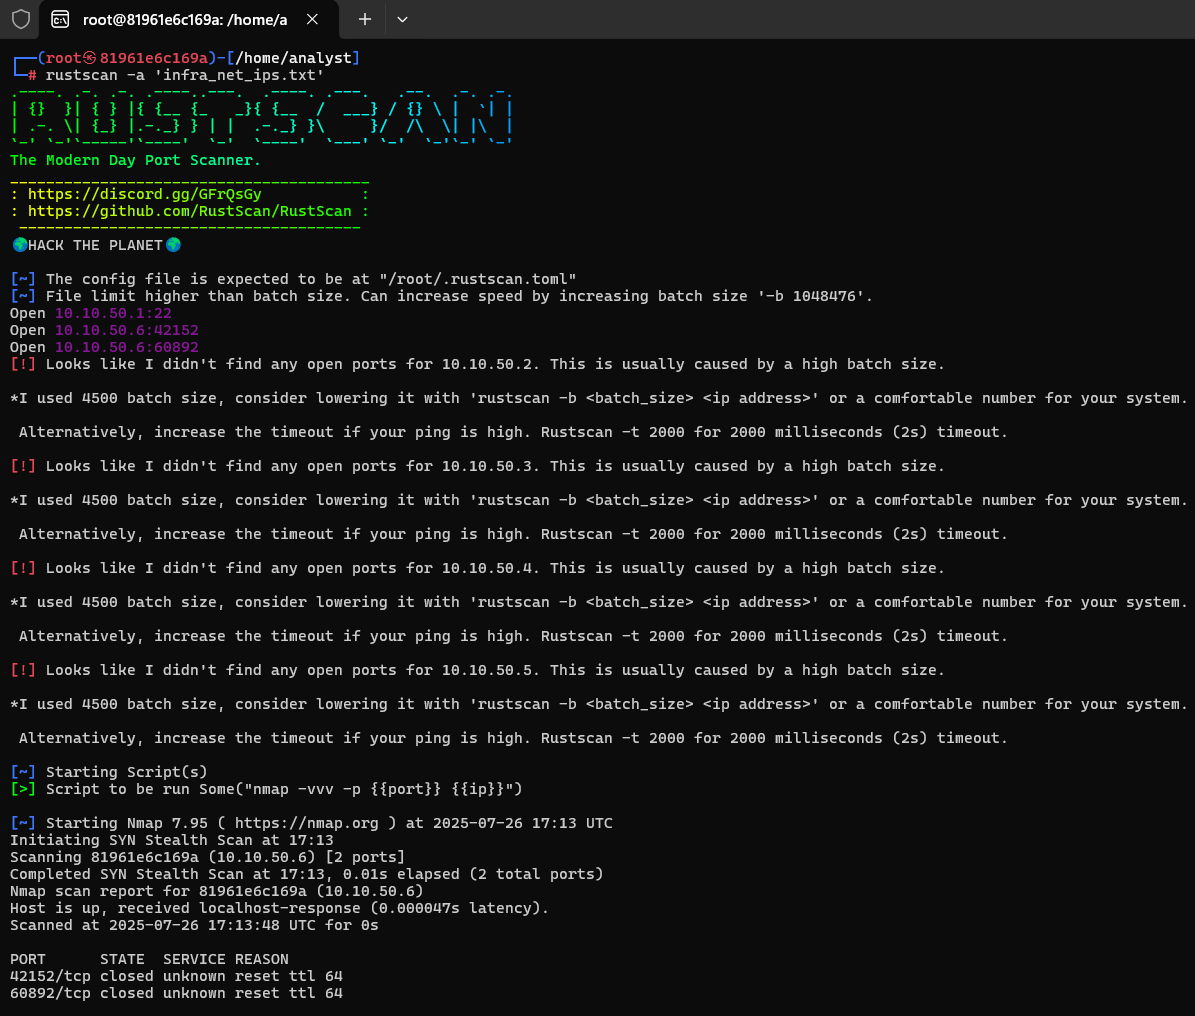 root@81961e6c169a: /home/a
┌──(root㉿81961e6c169a)-[/home/analyst]
└─# rustscan -a 'infra_net_ips.txt'
.----. .-. .-. .----..---.  .----. .---.   .--.  .-. .-.
| {}  }| { } |{ {__ {_   _}{ {__  /  ___} / {} \ |  `| |
| .-. \| {_} |.-._} } | |  .-._} }\     }/  /\  \| |\  |
`-' `-'`-----'`----'  `-'  `----'  `---' `-'  `-'`-' `-'
The Modern Day Port Scanner.
________________________________________
: https://discord.gg/GFrQsGy           :
: https://github.com/RustScan/RustScan :
 --------------------------------------
🌍HACK THE PLANET🌍
[~] The config file is expected to be at "/root/.rustscan.toml"
[~] File limit higher than batch size. Can increase speed by increasing batch size '-b 1048476'.
Open 10.10.50.1:22
Open 10.10.50.6:42152
Open 10.10.50.6:60892
[!] Looks like I didn't find any open ports for 10.10.50.2. This is usually caused by a high batch size.
*I used 4500 batch size, consider lowering it with 'rustscan -b <batch_size> <ip address>' or a comfortable number for your system.
 Alternatively, increase the timeout if your ping is high. Rustscan -t 2000 for 2000 milliseconds (2s) timeout.
[!] Looks like I didn't find any open ports for 10.10.50.3. This is usually caused by a high batch size.
*I used 4500 batch size, consider lowering it with 'rustscan -b <batch_size> <ip address>' or a comfortable number for your system.
 Alternatively, increase the timeout if your ping is high. Rustscan -t 2000 for 2000 milliseconds (2s) timeout.
[!] Looks like I didn't find any open ports for 10.10.50.4. This is usually caused by a high batch size.
*I used 4500 batch size, consider lowering it with 'rustscan -b <batch_size> <ip address>' or a comfortable number for your system.
 Alternatively, increase the timeout if your ping is high. Rustscan -t 2000 for 2000 milliseconds (2s) timeout.
[!] Looks like I didn't find any open ports for 10.10.50.5. This is usually caused by a high batch size.
*I used 4500 batch size, consider lowering it with 'rustscan -b <batch_size> <ip address>' or a comfortable number for your system.
 Alternatively, increase the timeout if your ping is high. Rustscan -t 2000 for 2000 milliseconds (2s) timeout.
[~] Starting Script(s)
[>] Script to be run Some("nmap -vvv -p {{port}} {{ip}}")
[~] Starting Nmap 7.95 ( https://nmap.org ) at 2025-07-26 17:13 UTC
Initiating SYN Stealth Scan at 17:13
Scanning 81961e6c169a (10.10.50.6) [2 ports]
Completed SYN Stealth Scan at 17:13, 0.01s elapsed (2 total ports)
Nmap scan report for 81961e6c169a (10.10.50.6)
Host is up, received localhost-response (0.000047s latency).
Scanned at 2025-07-26 17:13:48 UTC for 0s
PORT      STATE  SERVICE REASON
42152/tcp closed unknown reset ttl 64
60892/tcp closed unknown reset ttl 64